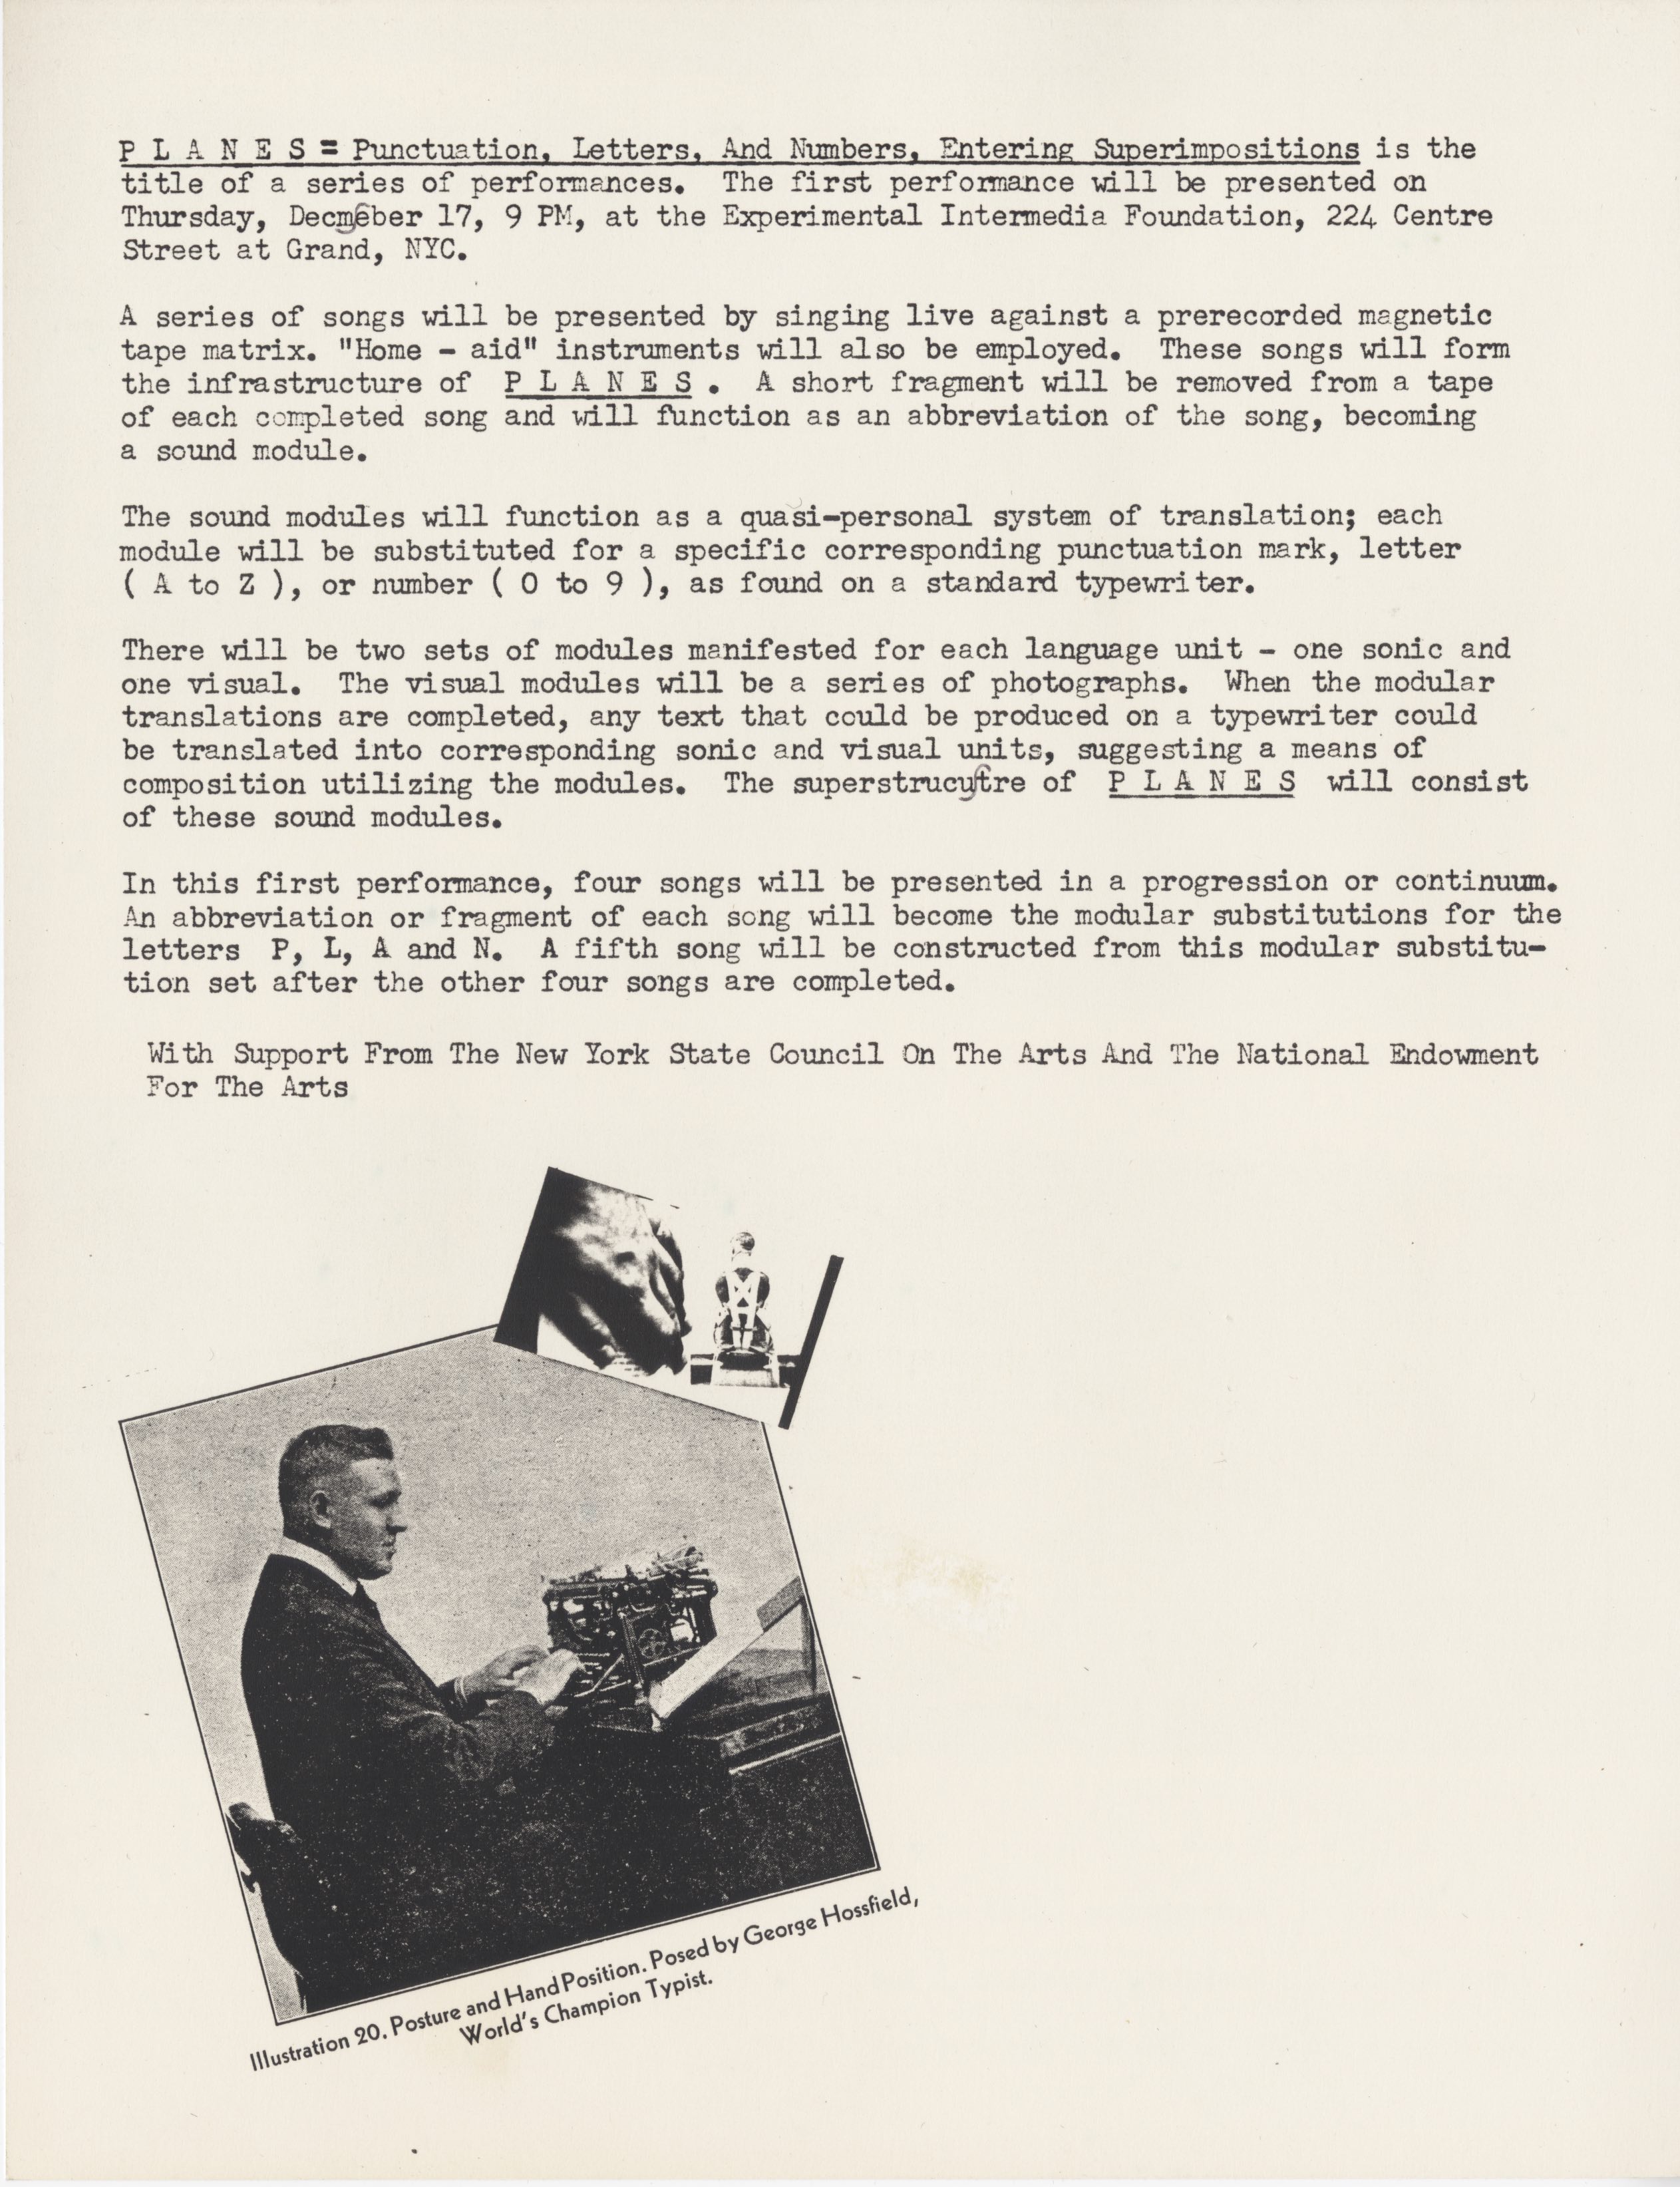 P L A N E S = Punctuation, Letters, And Numbers, Entering Superimpositions is the
title of a series of performances.  The first performance will be presented on
Thursday, Decmeber 17, 9 PM, at the Experimental Intermedia Foundation, 224 Centre
Street at Grand, NYC.

A series of songs will be presented by singing live against a prerecorded magnetic
tape matrix. "Home - aid" instruments will also be employed.  These songs will form
the infrastructure of  P L A N E S .  A short fragment will be removed from a tape
of each completed song and will function as an abbreviation of the song, becoming
a sound module.

The sound modules will function as a quasi-personal system of translation; each
module will be substituted for a specific corresponding punctuation mark, letter
( A to Z ), or number ( 0 to 9 ), as found on a standard typewriter.

There will be two sets of modules manifested for each language unit - one sonic and
one visual.  The visual modules will be a series of photographs.  When the modular
translations are completed, any text that could be produced on a typewriter could
be translated into corresponding sonic and visual units, suggesting a means of
composition utilizing the modules.  The superstrucutre of  P L A N E S  will consist
of these sound modules.

In this first performance, four songs will be presented in a progression or continuum.
An abbreviation or fragment of each song will become the modular substitutions for the
letters  P, L, A and N.  A fifth song will be constructed from this modular substitu-
tion set after the other four songs are completed.

With Support From The New York State Council On The Arts And The National Endowment
For The Arts

Illustration 20. Posture and Hand Position. Posed by George Hossfield,
World's Champion Typist.